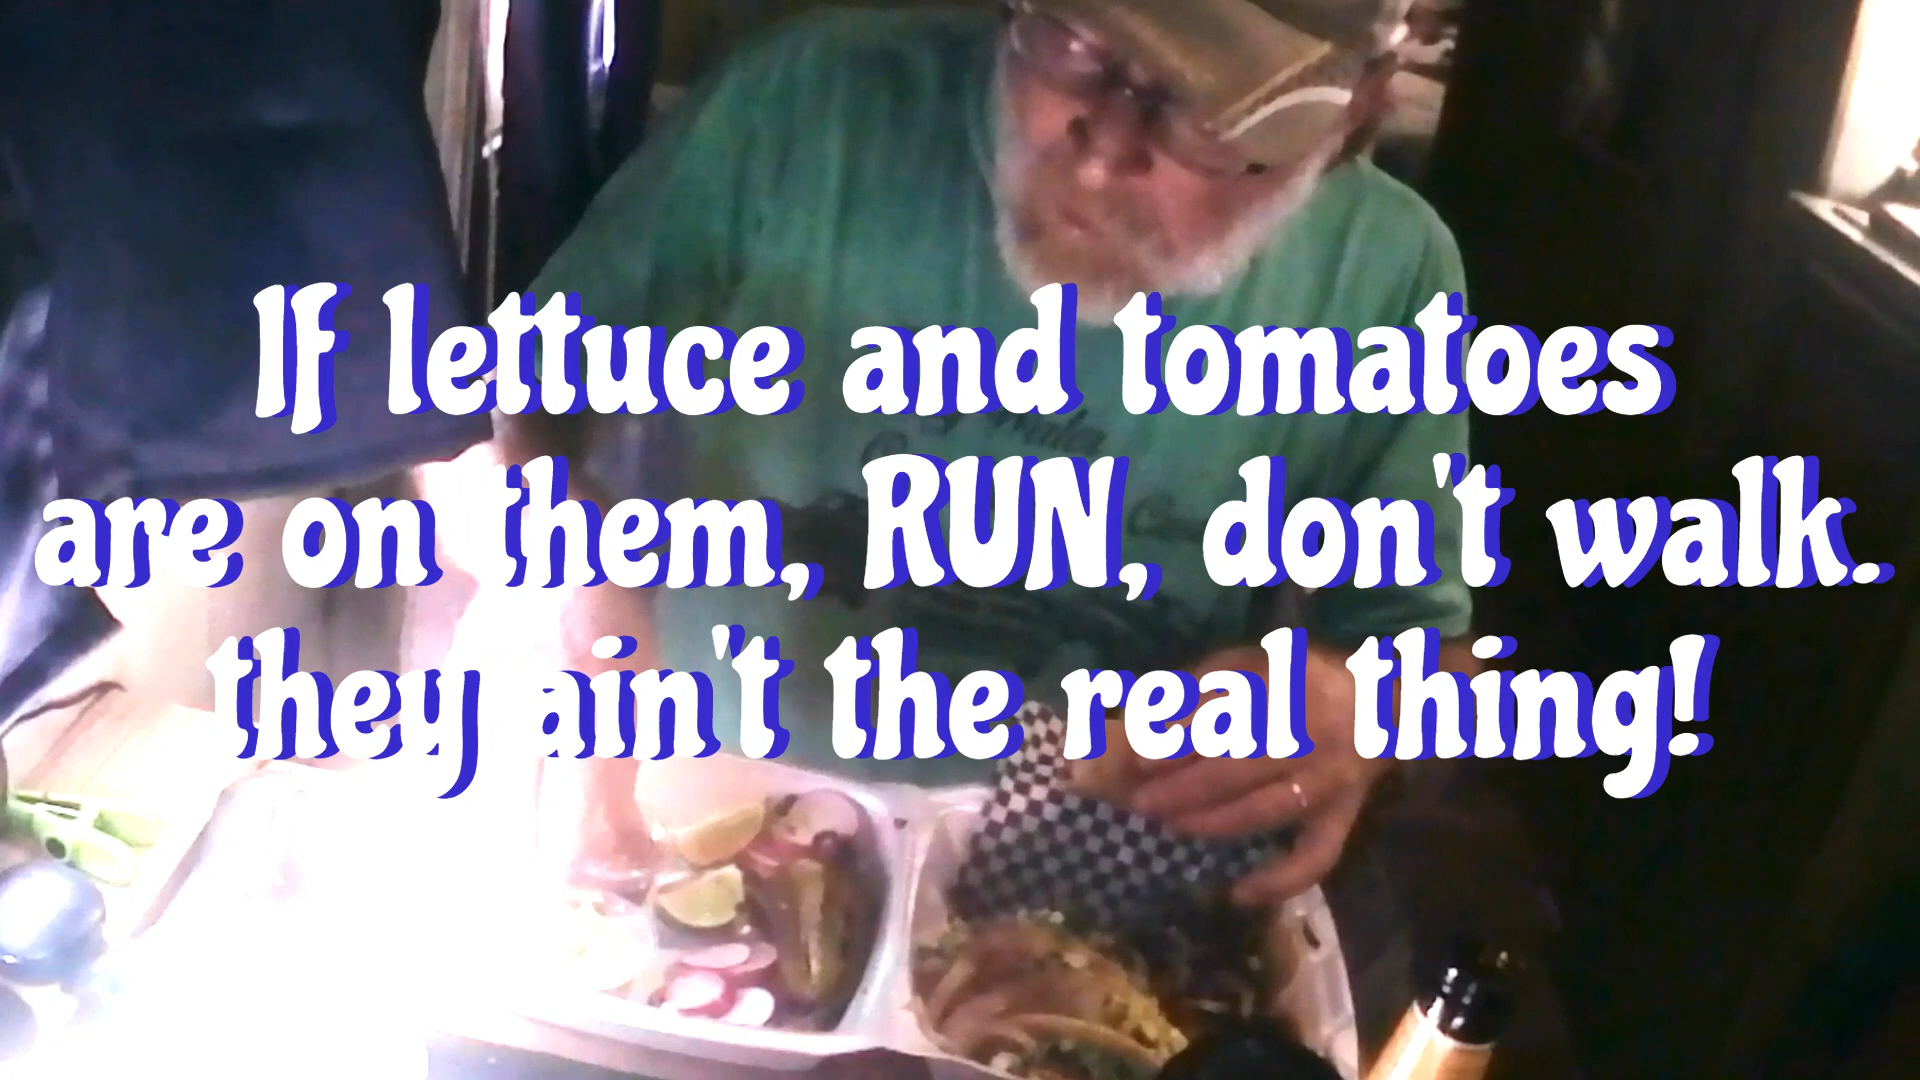 If lettuce and tomatoes
are on them, RUN, don't walk.
they ain't the real thing!